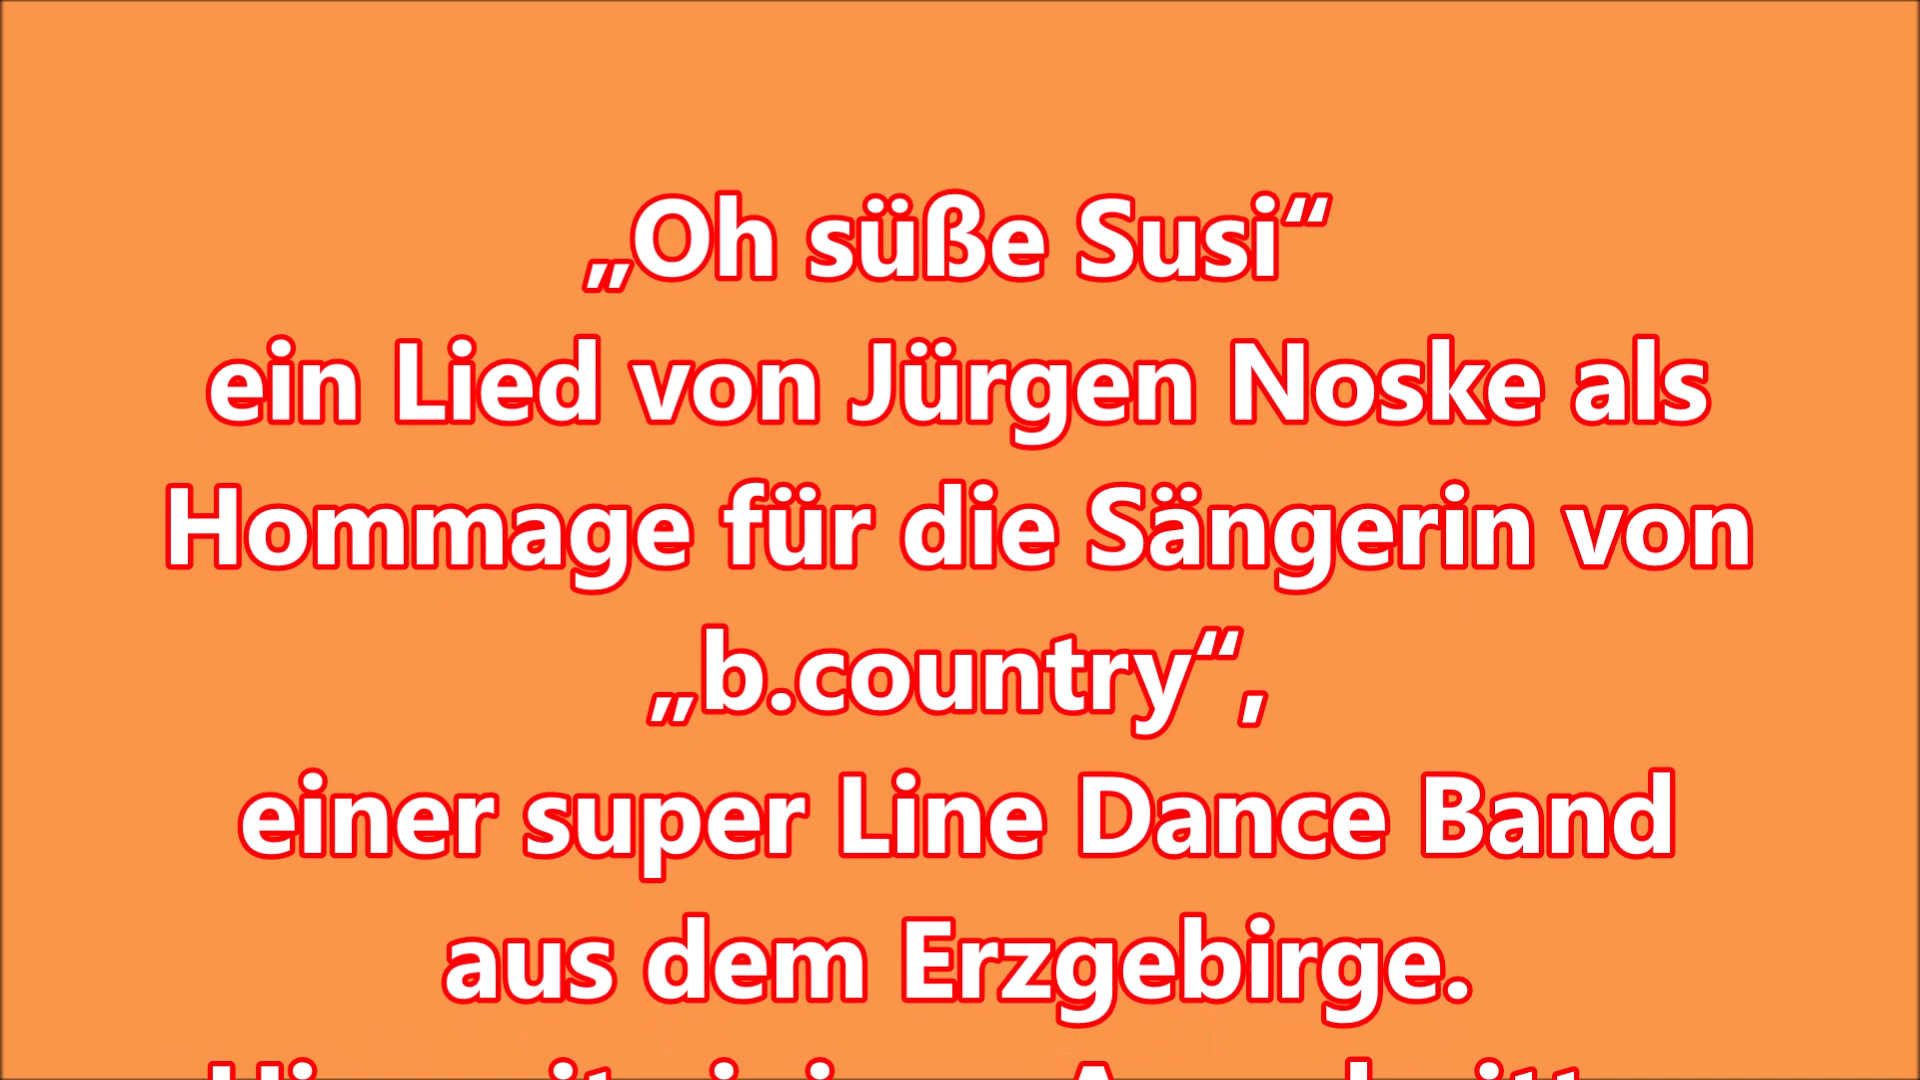 „Oh süße Susi“
ein Lied von Jürgen Noske als
Hommage für die Sängerin von
„b.country“,
einer super Line Dance Band
aus dem Erzgebirge.